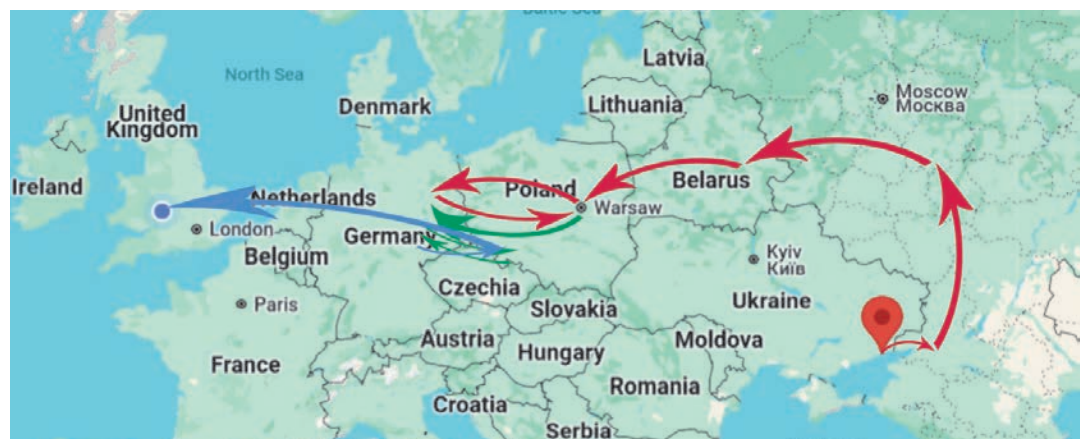 Baltic Sea
Latvia
North Sea
Moscow
Москва
Denmark
Lithuania
United
Kingdom
Ireland
Netherlands
Poland
Belarus
Warsaw
London
Germany
Belgium
Kyiv
Київ
Czechia
Paris
Slovakia
Ukraine
Austria
Hungary
Moldova
France
Romania
Croatia
Serbia